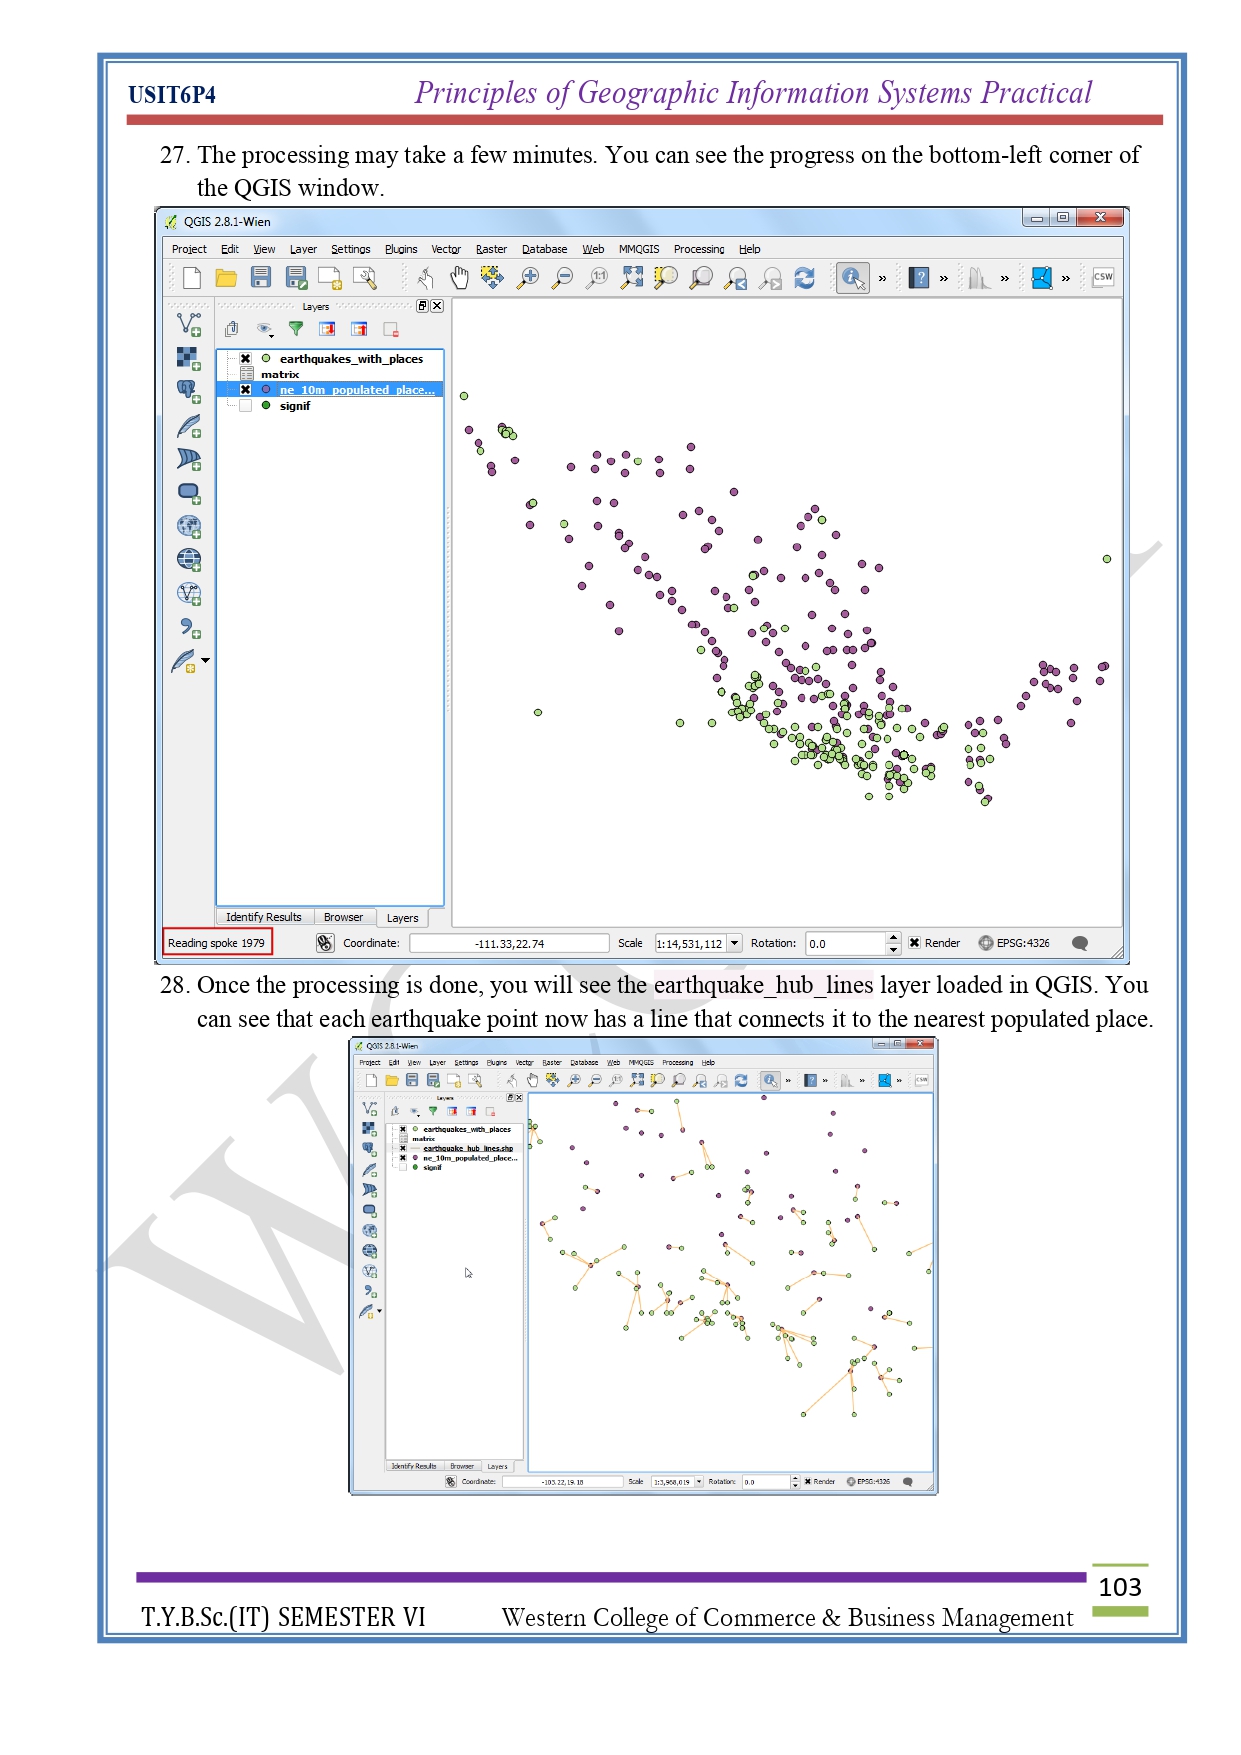 USIT6P4 Principles of Geographic Information Systems Practical
27. The processing may take a few minutes. You can see the progress on the bottom-left corner of
the QGIS window.
QGIS 2.8.1-Wien
Project Edit View Layer Settings Plugins Vector Raster Database Web MMQGIS Processing Help
CSW
Layers
earthquakes_with_places
matrix
ne_10m_populated_place...
signif
Identify Results Browser Layers
Reading spoke 1979 Coordinate: -111.33,22.74 Scale 1:14,531,112 Rotation: 0.0 Render EPSG:4326
28. Once the processing is done, you will see the earthquake_hub_lines layer loaded in QGIS. You
can see that each earthquake point now has a line that connects it to the nearest populated place.
QGIS 2.8.1-Wien
Project Edit View Layer Settings Plugins Vector Raster Database Web MMQGIS Processing Help
CSW
Layers
earthquakes_with_places
matrix
earthquake_hub_lines.shp
ne_10m_populated_place...
signif
Identify Results Browser Layers
Coordinate: -103.22,19.18 Scale 1:3,968,019 Rotation: 0.0 Render EPSG:4326
103
T.Y.B.Sc.(IT) SEMESTER VI Western College of Commerce & Business Management